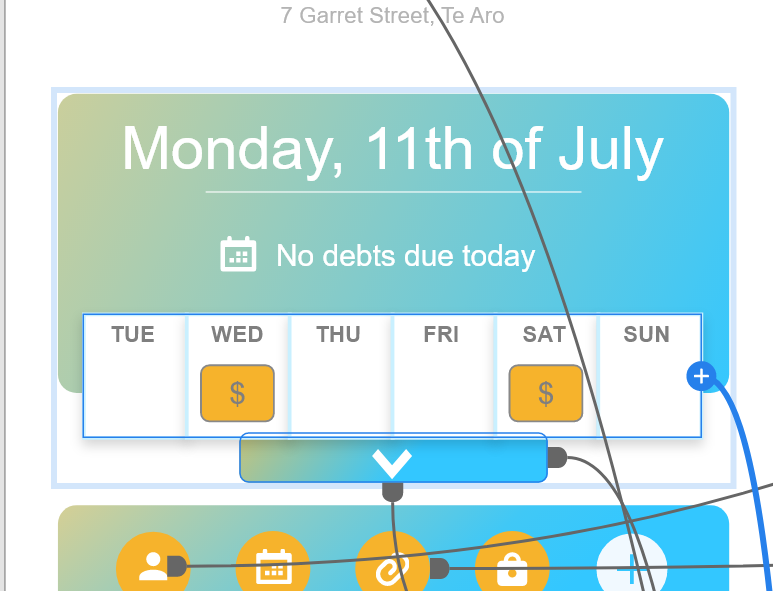 7 Garret Street, Te Aro
Monday, 11th of July
No debts due today
TUE WED THU FRI SAT SUN
$ $